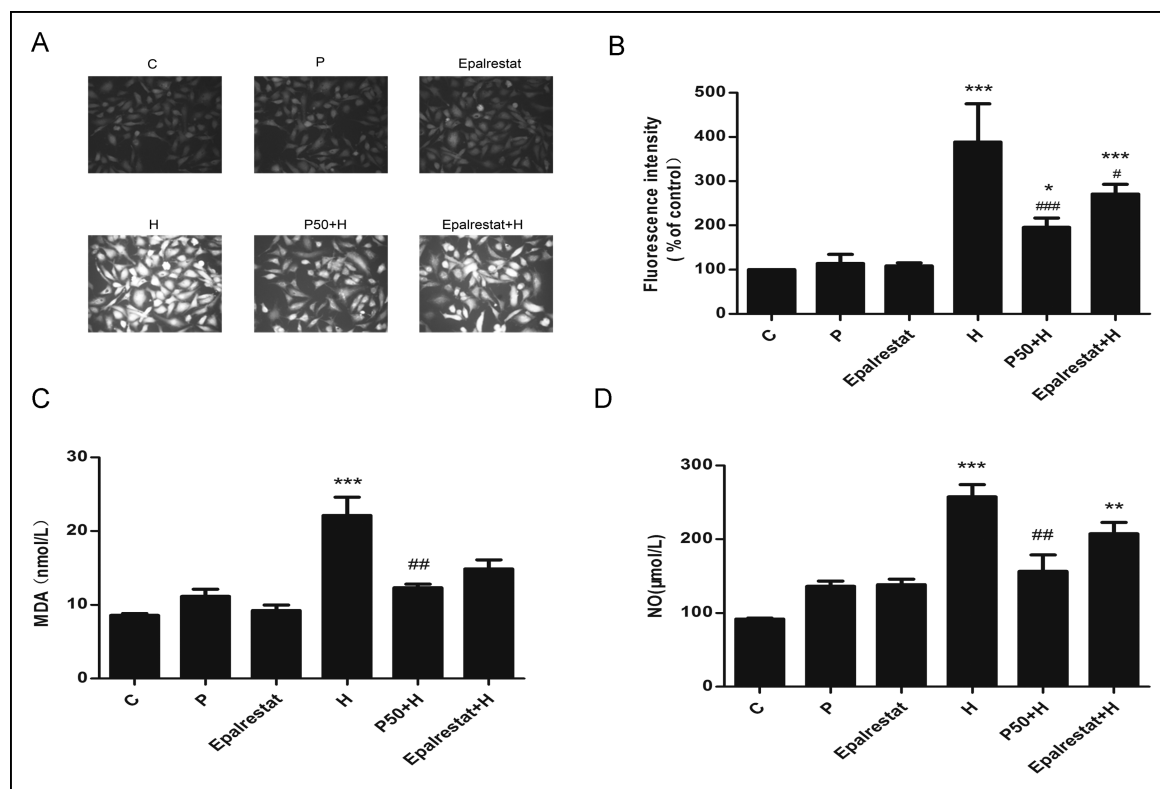 A
C
P
Epalrestat
H
P50+H
Epalrestat+H
B
Fluorescence intensity
( % of control)
500
400
300
200
100
0
***
*
###
***
#
C
P
Epalrestat
H
P50+H
Epalrestat+H
C
MDA (nmol/L)
30
20
10
0
***
##
C
P
Epalrestat
H
P50+H
Epalrestat+H
D
NO(μmol/L)
300
200
100
0
***
##
**
C
P
Epalrestat
H
P50+H
Epalrestat+H